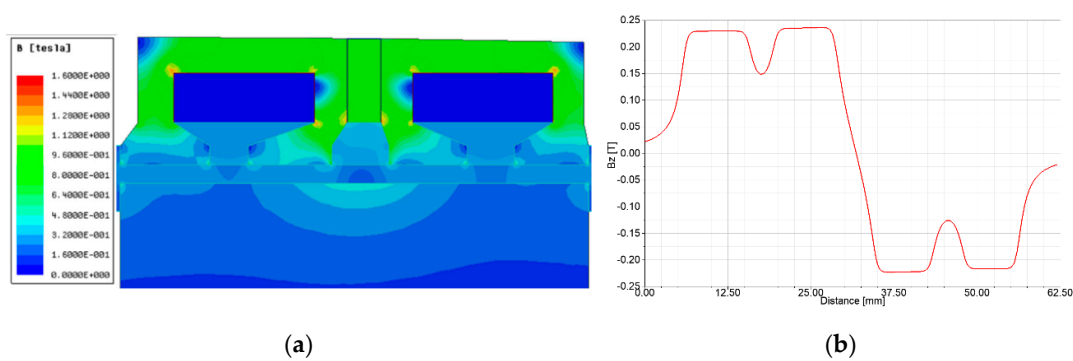 B [tesla]
1.6000E+000
1.4400E+000
1.2800E+000
1.1200E+000
9.6000E-001
8.0000E-001
6.4000E-001
4.8000E-001
3.2000E-001
1.6000E-001
0.0000E+000
0.25
0.20
0.15
0.10
0.05
0.00
-0.05
-0.10
-0.15
-0.20
-0.25
Bz [T]
0.00 12.50 25.00 37.50 50.00 62.50
Distance [mm]
(a)
(b)